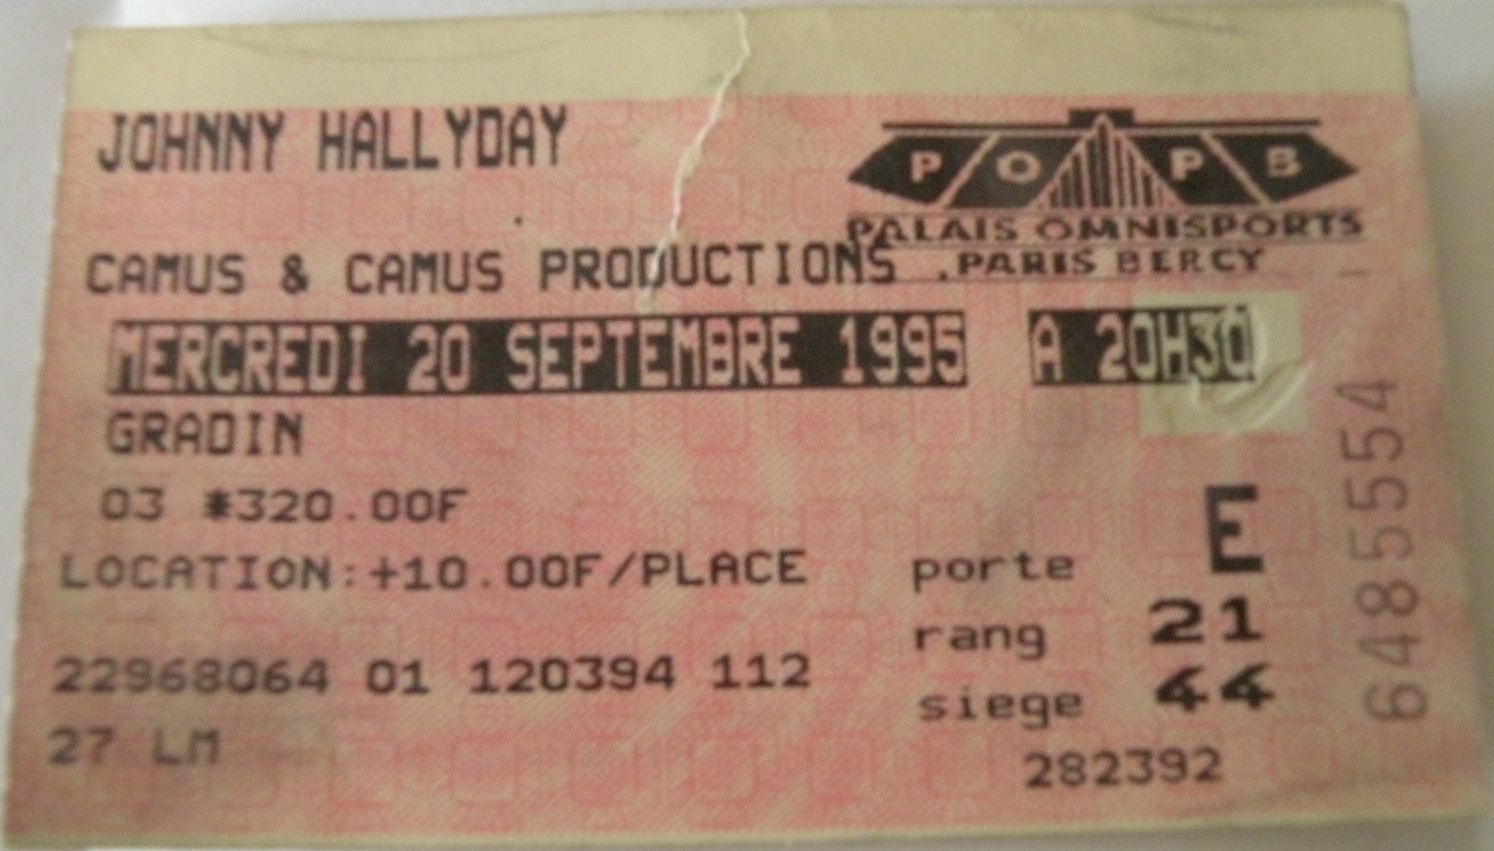 JOHNNY HALLYDAY
P O P B
PALAIS OMNISPORTS
PARIS BERCY
CAMUS & CAMUS PRODUCTIONS
MERCREDI 20 SEPTEMBRE 1995 A 20H30
GRADIN
03 *320.00F
LOCATION:+10.00F/PLACE
porte E
rang 21
siege 44
22968064 01 120394 112
27 LM
282392
6485554